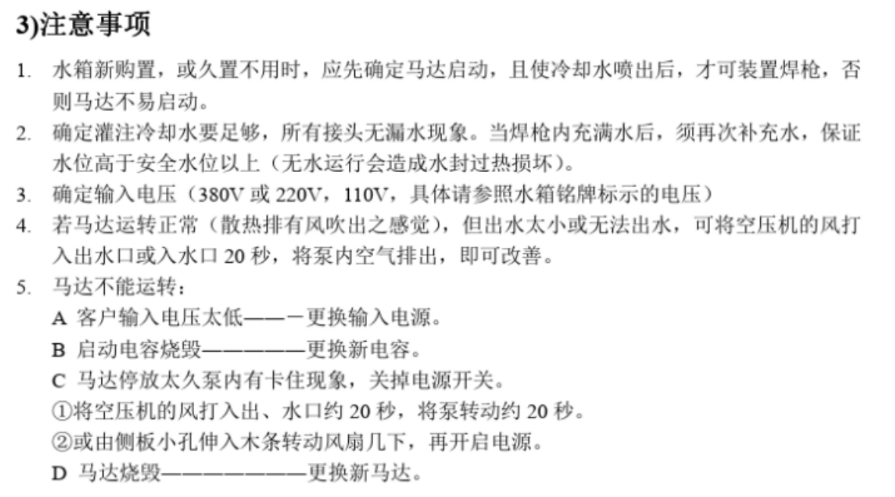 3)注意事项
1. 水箱新购置，或久置不用时，应先确定马达启动，且使冷却水喷出后，才可装置焊枪，否
则马达不易启动。
2. 确定灌注冷却水要足够，所有接头无漏水现象。当焊枪内充满水后，须再次补充水，保证
水位高于安全水位以上（无水运行会造成水封过热损坏）。
3. 确定输入电压（380V 或 220V，110V，具体请参照水箱铭牌标示的电压）
4. 若马达运转正常（散热排有风吹出之感觉），但出水太小或无法出水，可将空压机的风打
入出水口或入水口 20 秒，将泵内空气排出，即可改善。
5. 马达不能运转：
A 客户输入电压太低——－更换输入电源。
B 启动电容烧毁—————更换新电容。
C 马达停放太久泵内有卡住现象，关掉电源开关。
①将空压机的风打入出、水口约 20 秒，将泵转动约 20 秒。
②或由侧板小孔伸入木条转动风扇几下，再开启电源。
D 马达烧毁———————更换新马达。